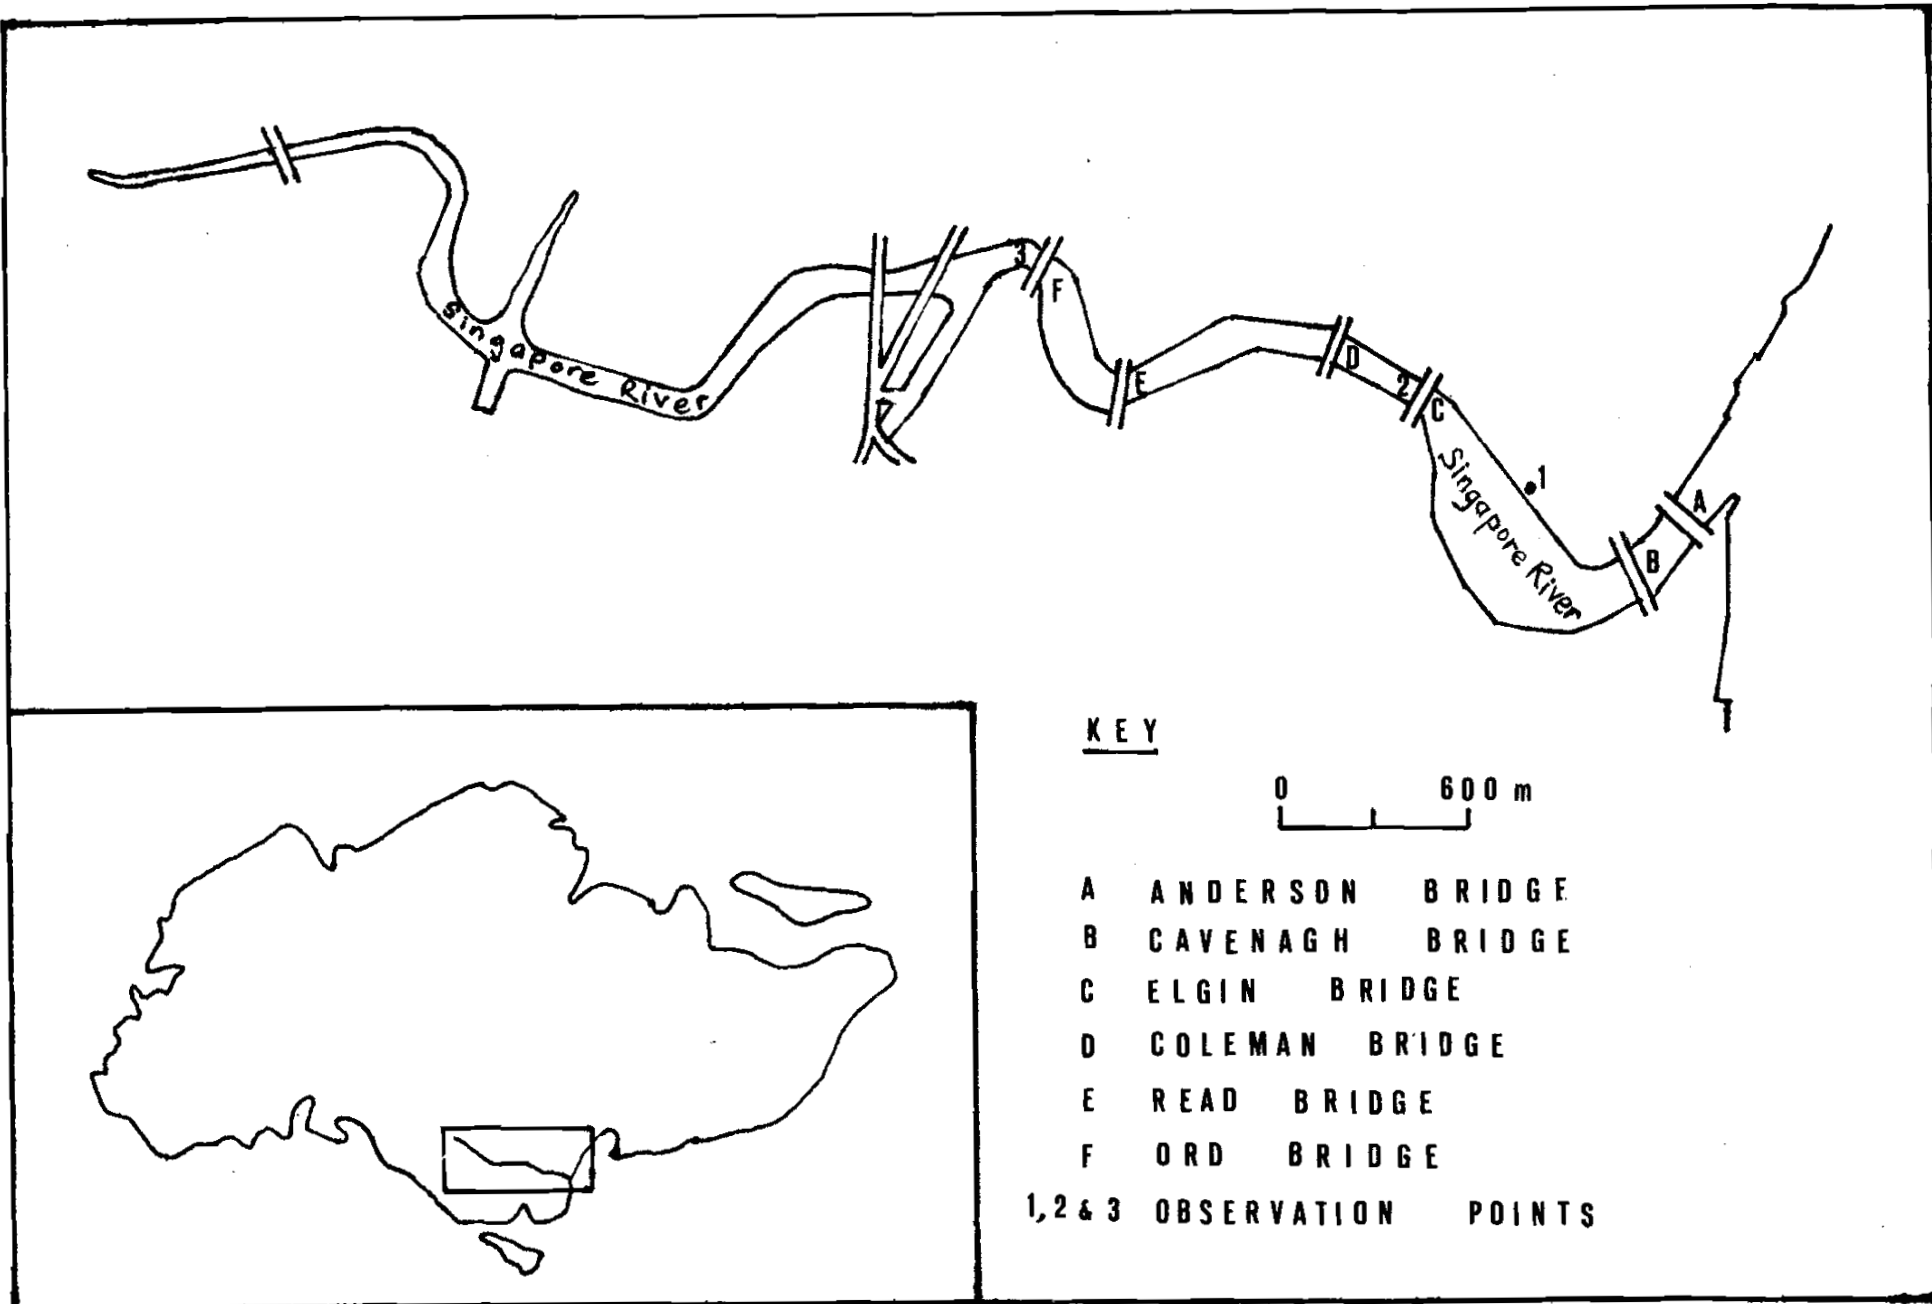 Singapore River
3
F
E
D
2
C
Singapore River
1
A
B
KEY
0 600 m
A ANDERSON BRIDGE
B CAVENAGH BRIDGE
C ELGIN BRIDGE
D COLEMAN BRIDGE
E READ BRIDGE
F ORD BRIDGE
1,2 & 3 OBSERVATION POINTS